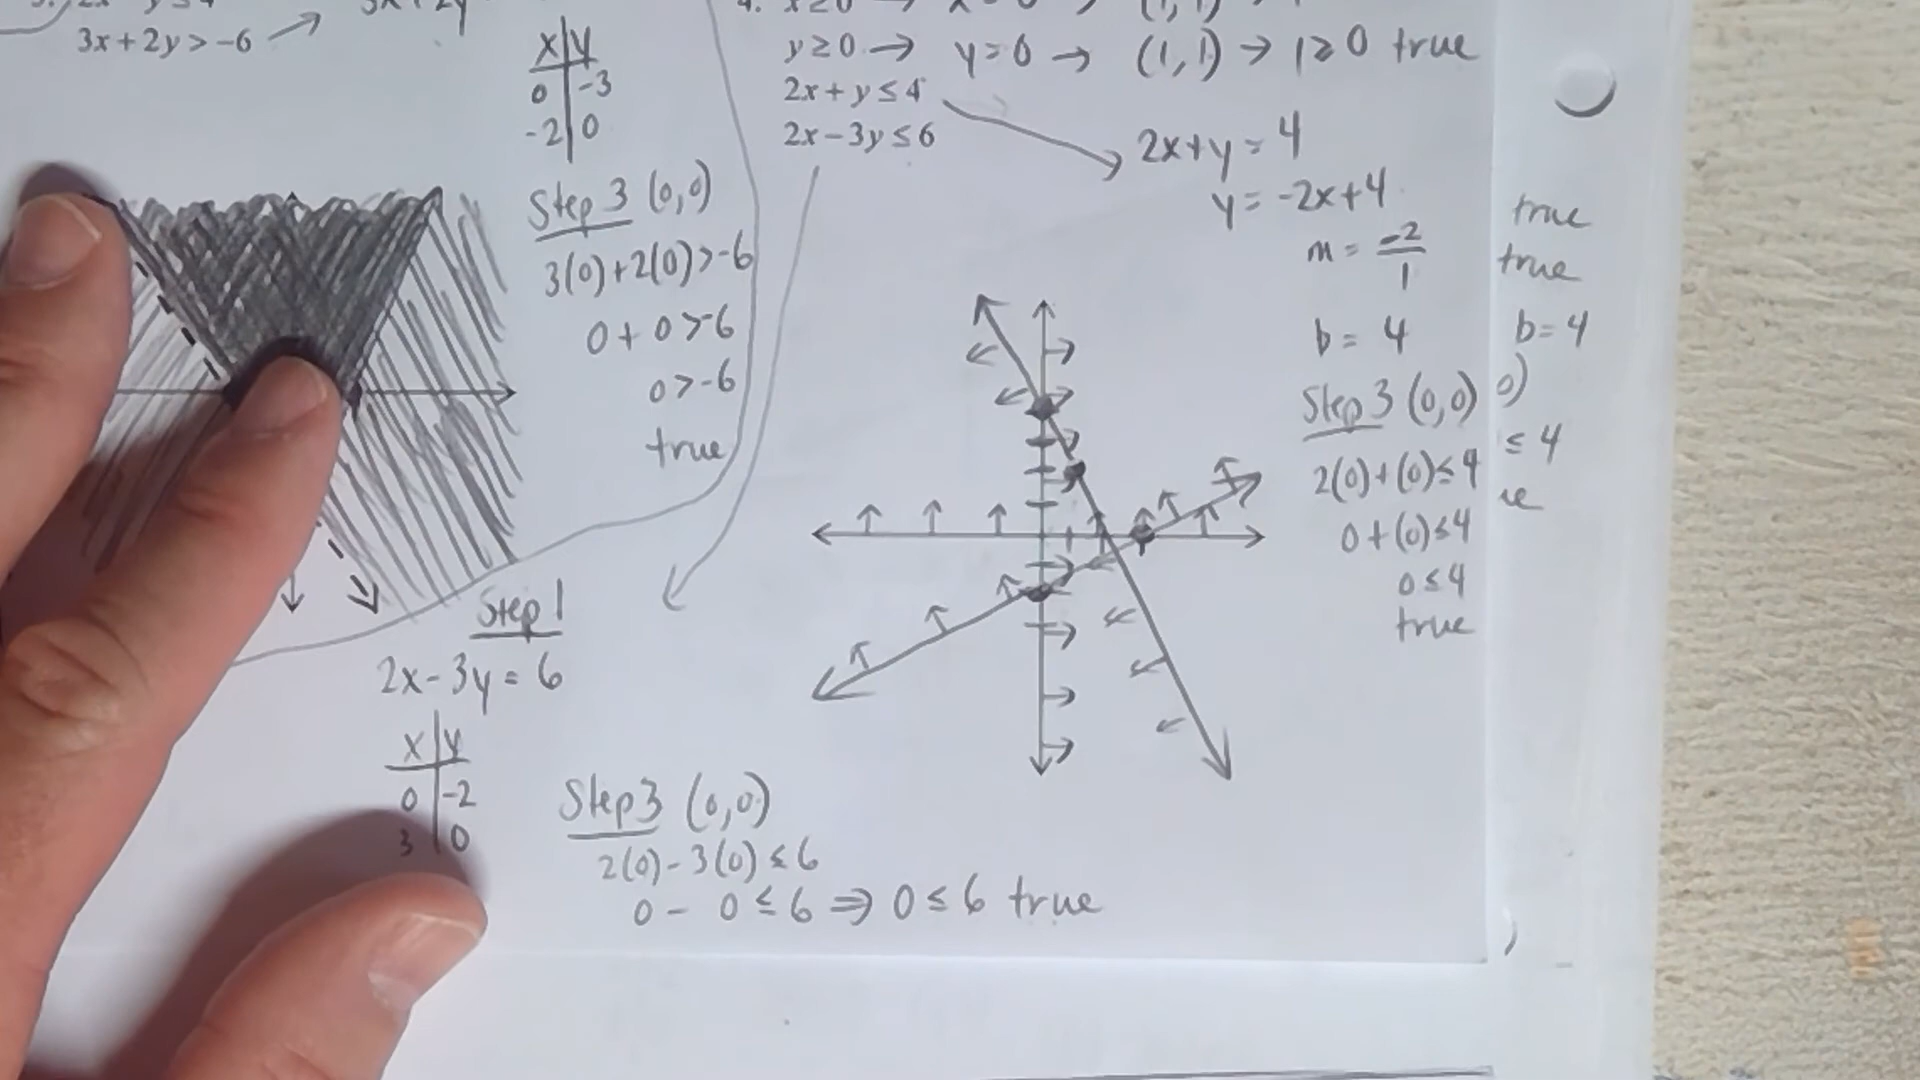 3x + 2y > -6
x | y
0 | -3
-2 | 0
Step 3 (0,0)
3(0)+2(0)>-6
0 + 0 >-6
0 >-6
true
y ≥ 0 → y = 0 → (1,1) → 1≥0 true
2x + y ≤ 4
2x − 3y ≤ 6
2x+y = 4
y = -2x+4
m = -2/1
b = 4
Step 3 (0,0)
2(0)+(0)≤4
0+(0)≤4
0≤4
true
true
true
b=4
0)
≤ 4
Step 1
2x-3y = 6
x | y
0 | -2
3 | 0
Step3 (0,0)
2(0)-3(0)≤6
0 - 0 ≤ 6 ⇒ 0 ≤ 6 true